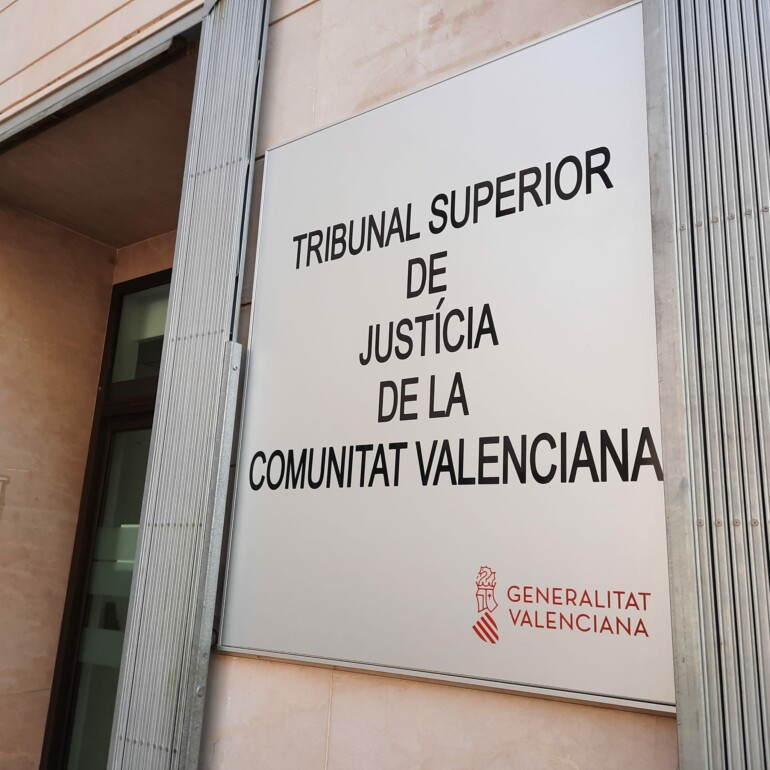 TRIBUNAL SUPERIOR
DE
JUSTÍCIA
DE LA
COMUNITAT VALENCIANA
GENERALITAT
VALENCIANA